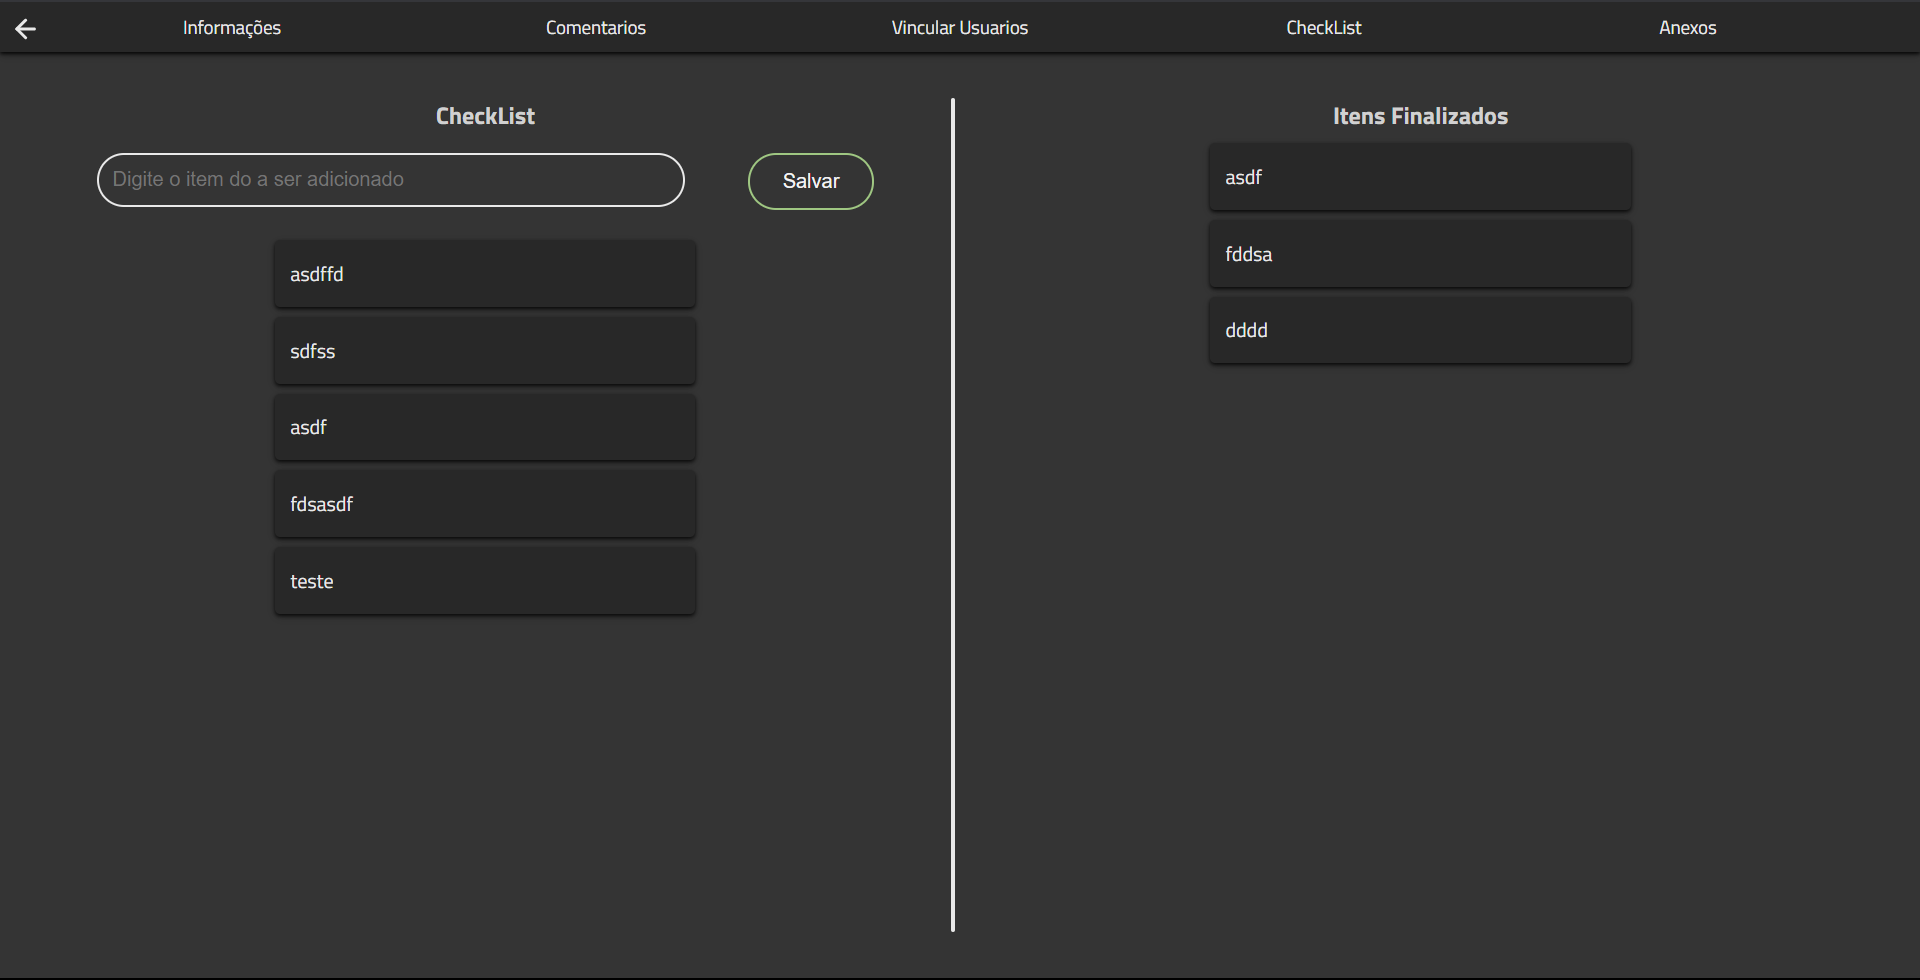 Informações
Comentarios
Vincular Usuarios
CheckList
Anexos
CheckList
Digite o item do a ser adicionado
Salvar
asdffd
sdfss
asdf
fdsasdf
teste
Itens Finalizados
asdf
fddsa
dddd